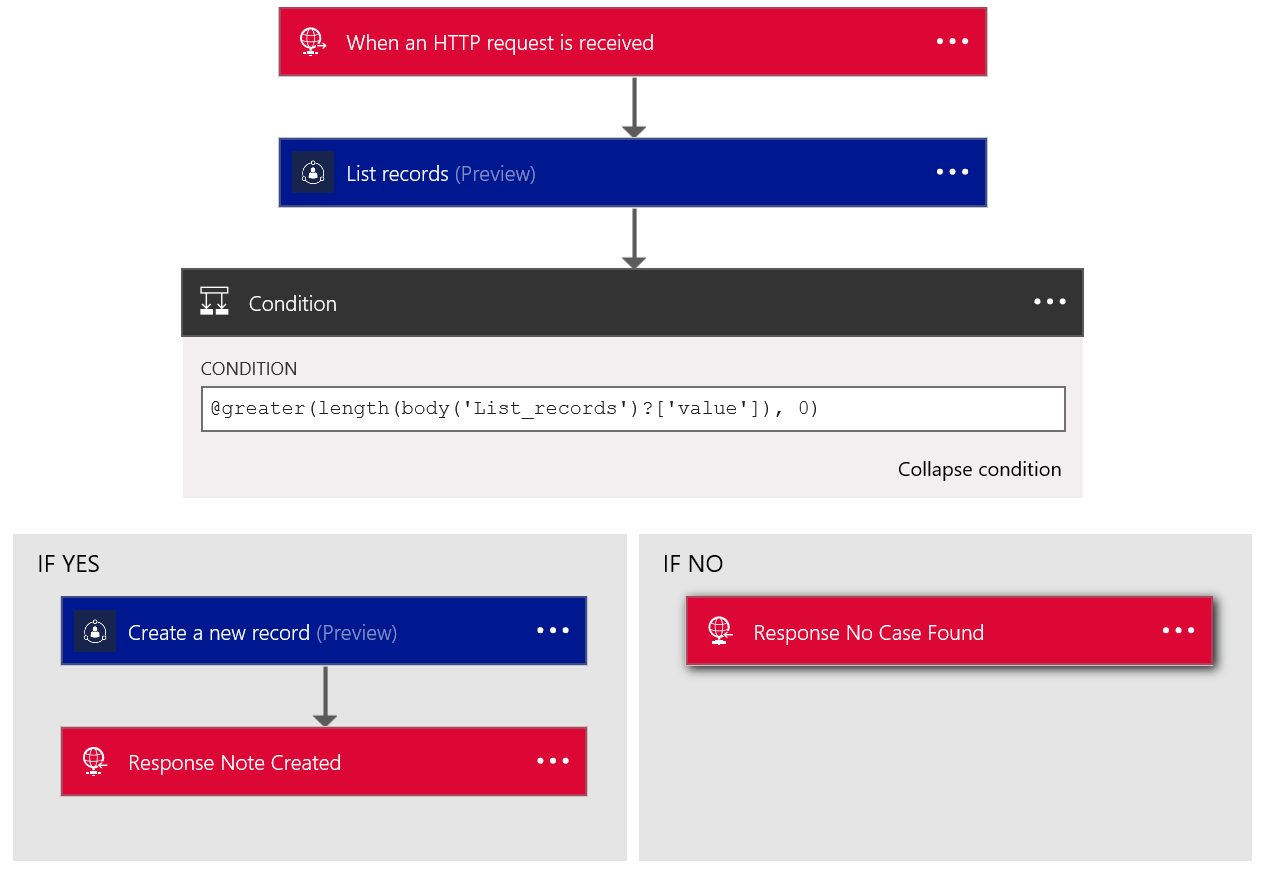 When an HTTP request is received
List records (Preview)
Condition
CONDITION
@greater(length(body('List_records')?['value']), 0)
Collapse condition
IF YES
Create a new record (Preview)
Response Note Created
IF NO
Response No Case Found